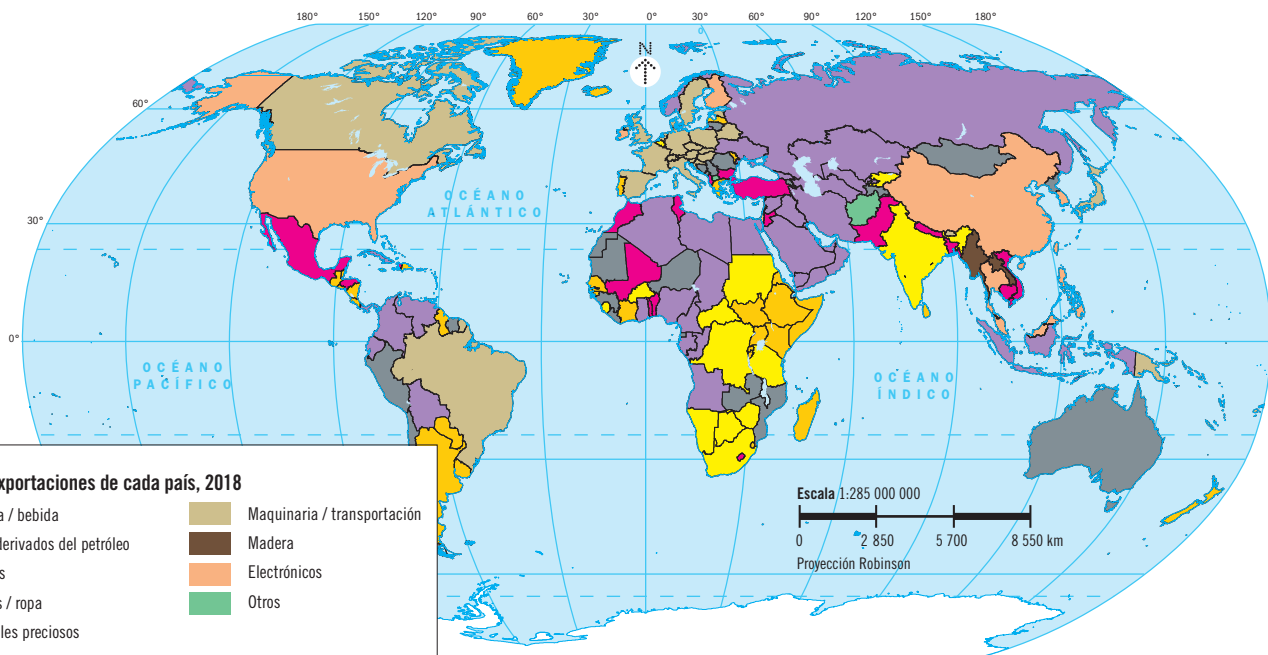 180° 150° 120° 90° 60° 30° 0° 30° 60° 90° 120° 150° 180°
N
60°
30°
0°
OCÉANO
ATLÁNTICO
OCÉANO
PACÍFICO
OCÉANO
ÍNDICO
xportaciones de cada país, 2018
a / bebida
derivados del petróleo
s
s / ropa
les preciosos
Maquinaria / transportación
Madera
Electrónicos
Otros
Escala 1:285 000 000
0 2 850 5 700 8 550 km
Proyección Robinson